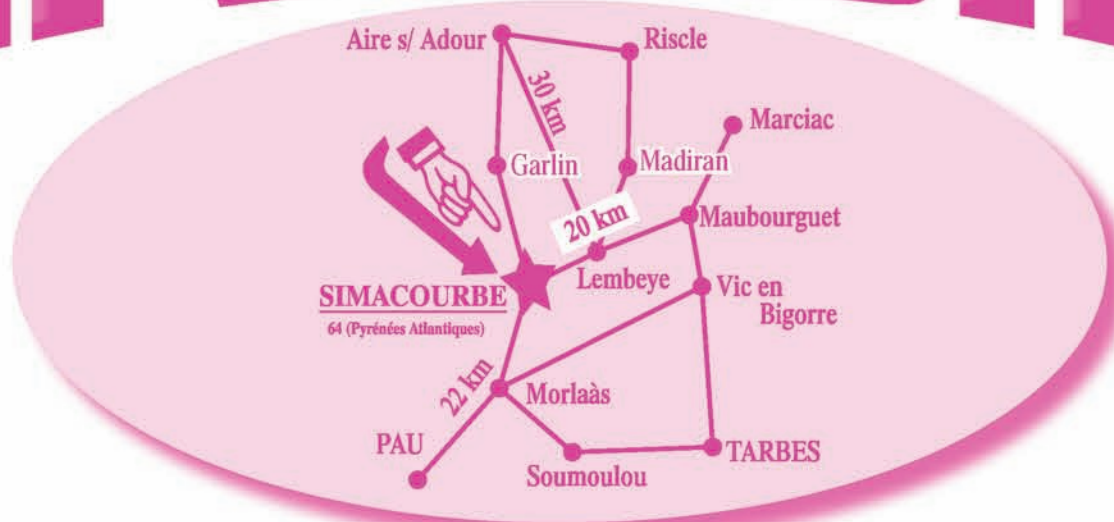 Aire s/ Adour
Riscle
30 km
Marciac
Garlin
Madiran
20 km
Maubourguet
Lembeye
SIMACOURBE
64 (Pyrénées Atlantiques)
Vic en
Bigorre
22 km
Morlaàs
PAU
Soumoulou
TARBES